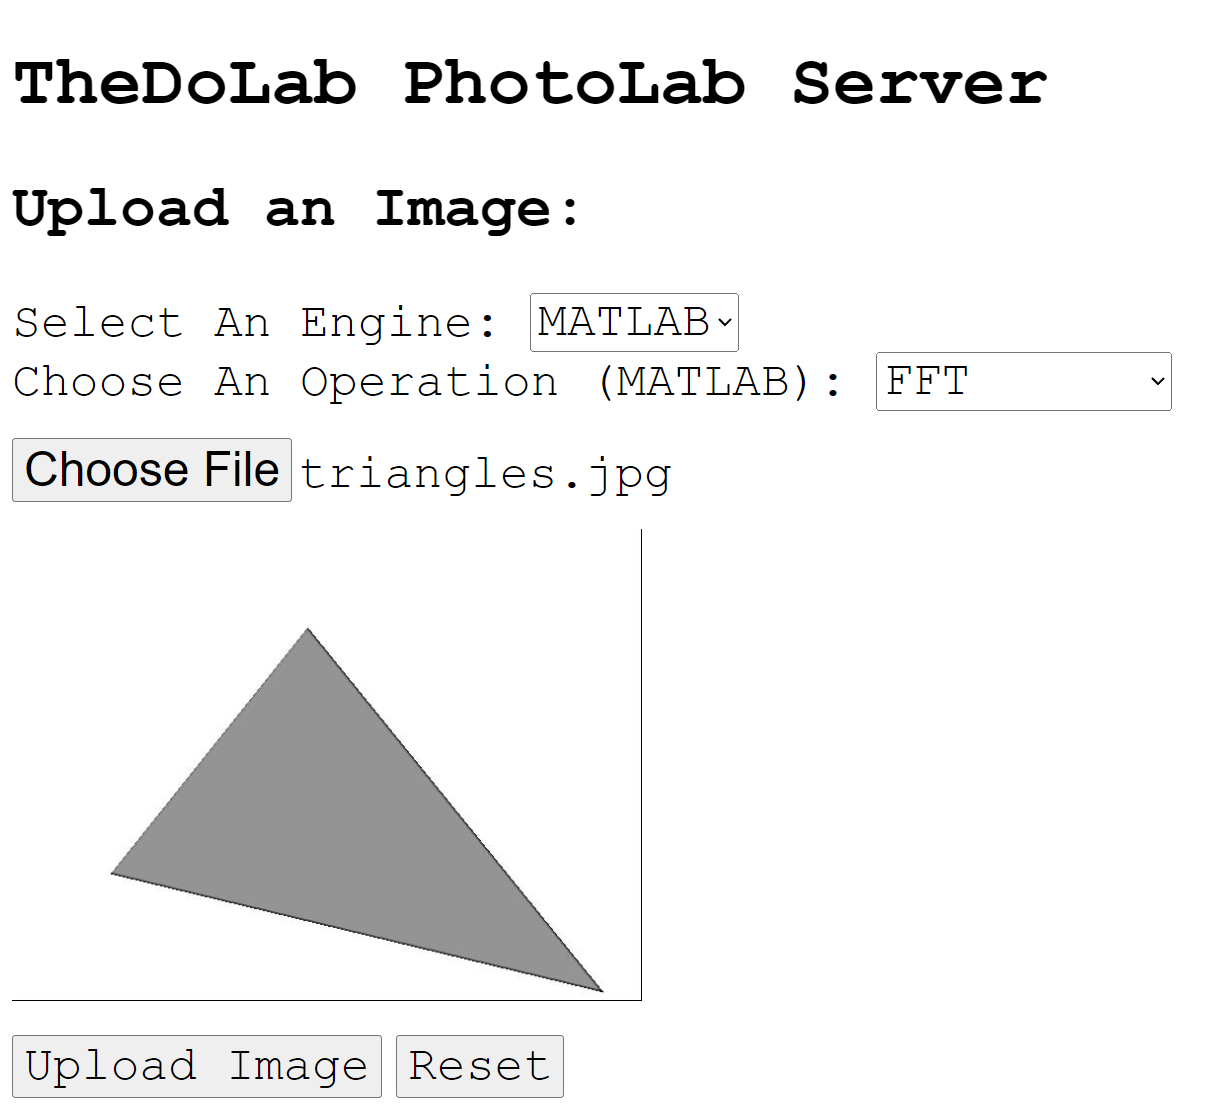 TheDoLab PhotoLab Server
Upload an Image:
Select An Engine: MATLAB
Choose An Operation (MATLAB): FFT
Choose File triangles.jpg
Upload Image Reset